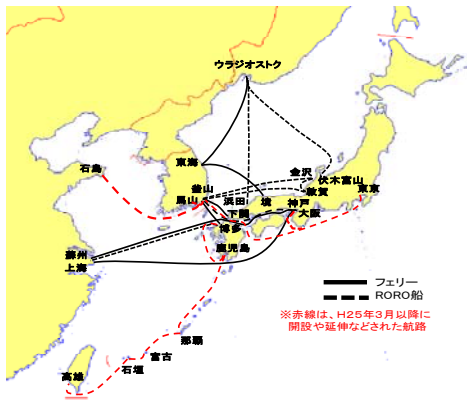 ウラジオストク
東海
石島
金沢
伏木富山
釜山
馬山
浜田
境
敦賀
東京
神戸
大阪
下関
博多
鹿児島
蘇州
上海
フェリー
RORO船
※赤線は、H25年3月以降に
開設や延伸などされた航路
那覇
宮古
石垣
高雄